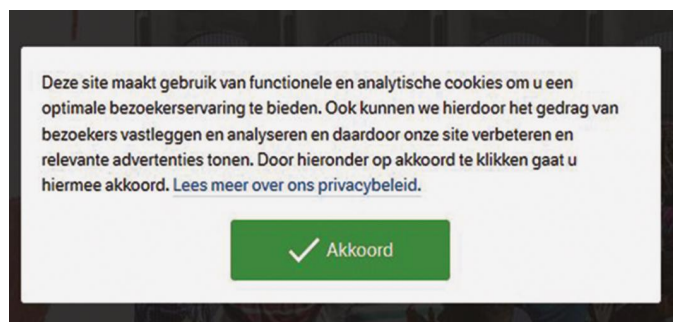 Deze site maakt gebruik van functionele en analytische cookies om u een
optimale bezoekerservaring te bieden. Ook kunnen we hierdoor het gedrag van
bezoekers vastleggen en analyseren en daardoor onze site verbeteren en
relevante advertenties tonen. Door hieronder op akkoord te klikken gaat u
hiermee akkoord. Lees meer over ons privacybeleid.
Akkoord